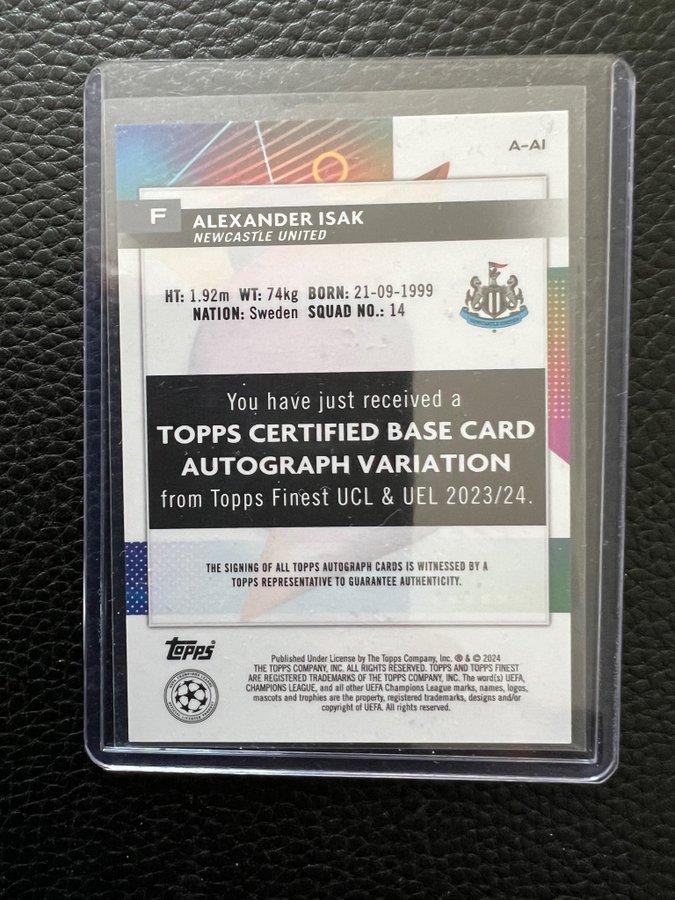 A-AI
F
ALEXANDER ISAK
NEWCASTLE UNITED
HT: 1.92m WT: 74kg BORN: 21-09-1999
NATION: Sweden SQUAD NO.: 14
NEWCASTLE UNITED
You have just received a
TOPPS CERTIFIED BASE CARD
AUTOGRAPH VARIATION
from Topps Finest UCL & UEL 2023/24.
THE SIGNING OF ALL TOPPS AUTOGRAPH CARDS IS WITNESSED BY A
TOPPS REPRESENTATIVE TO GUARANTEE AUTHENTICITY.
topps
Published Under License by The Topps Company, Inc. ® & © 2024
THE TOPPS COMPANY, INC. ALL RIGHTS RESERVED. TOPPS AND TOPPS FINEST
ARE REGISTERED TRADEMARKS OF THE TOPPS COMPANY, INC. The word(s) UEFA,
CHAMPIONS LEAGUE, and all other UEFA Champions League marks, names, logos,
mascots and trophies are the property, registered trademarks, designs and/or
copyright of UEFA. All rights reserved.